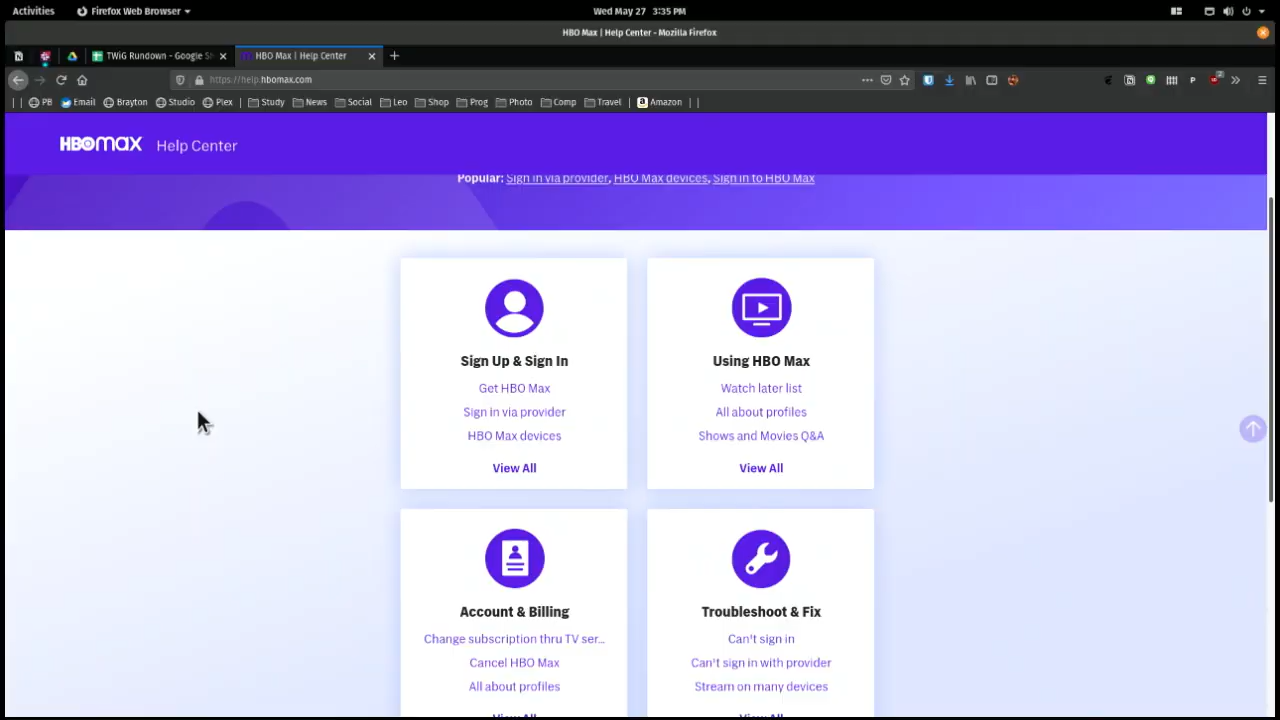 Activities Firefox Web Browser Wed May 27 3:35 PM
HBO Max | Help Center - Mozilla Firefox
TWiG Rundown - Google Sh HBO Max | Help Center
https://help.hbomax.com
PB Email Brayton Studio Plex Study News Social Leo Shop Prog Photo Comp Travel Amazon
HBOmax Help Center
Popular: Sign in via provider, HBO Max devices, Sign in to HBO Max
Sign Up & Sign In
Get HBO Max
Sign in via provider
HBO Max devices
View All
Using HBO Max
Watch later list
All about profiles
Shows and Movies Q&A
View All
Account & Billing
Change subscription thru TV ser...
Cancel HBO Max
All about profiles
View All
Troubleshoot & Fix
Can't sign in
Can't sign in with provider
Stream on many devices
View All